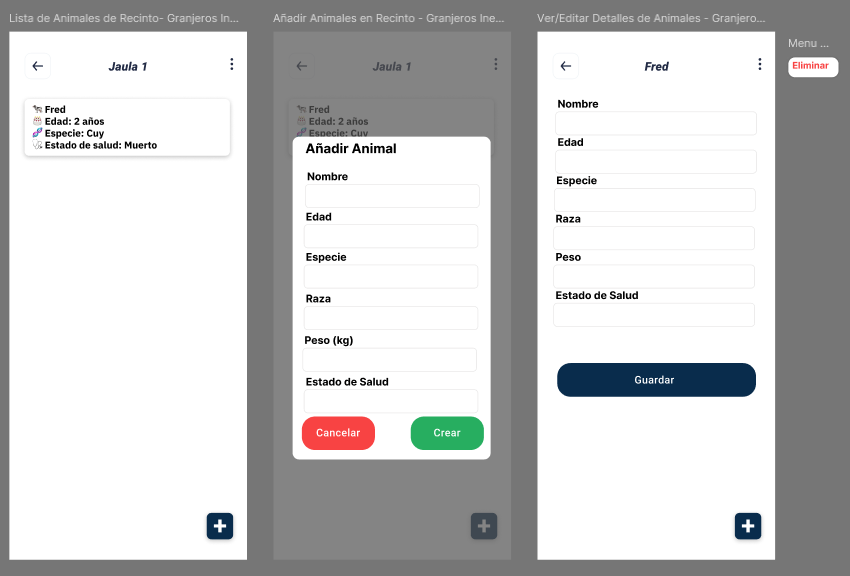 Lista de Animales de Recinto- Granjeros Ine...
Jaula 1
Fred
Edad: 2 años
Especie: Cuy
Estado de salud: Muerto
Añadir Animales en Recinto - Granjeros Ine...
Jaula 1
Fred
Edad: 2 años
Especie: Cuy
Añadir Animal
Nombre
Edad
Especie
Raza
Peso (kg)
Estado de Salud
Cancelar
Crear
Ver/Editar Detalles de Animales - Granjero...
Fred
Nombre
Edad
Especie
Raza
Peso
Estado de Salud
Guardar
Menu ...
Eliminar